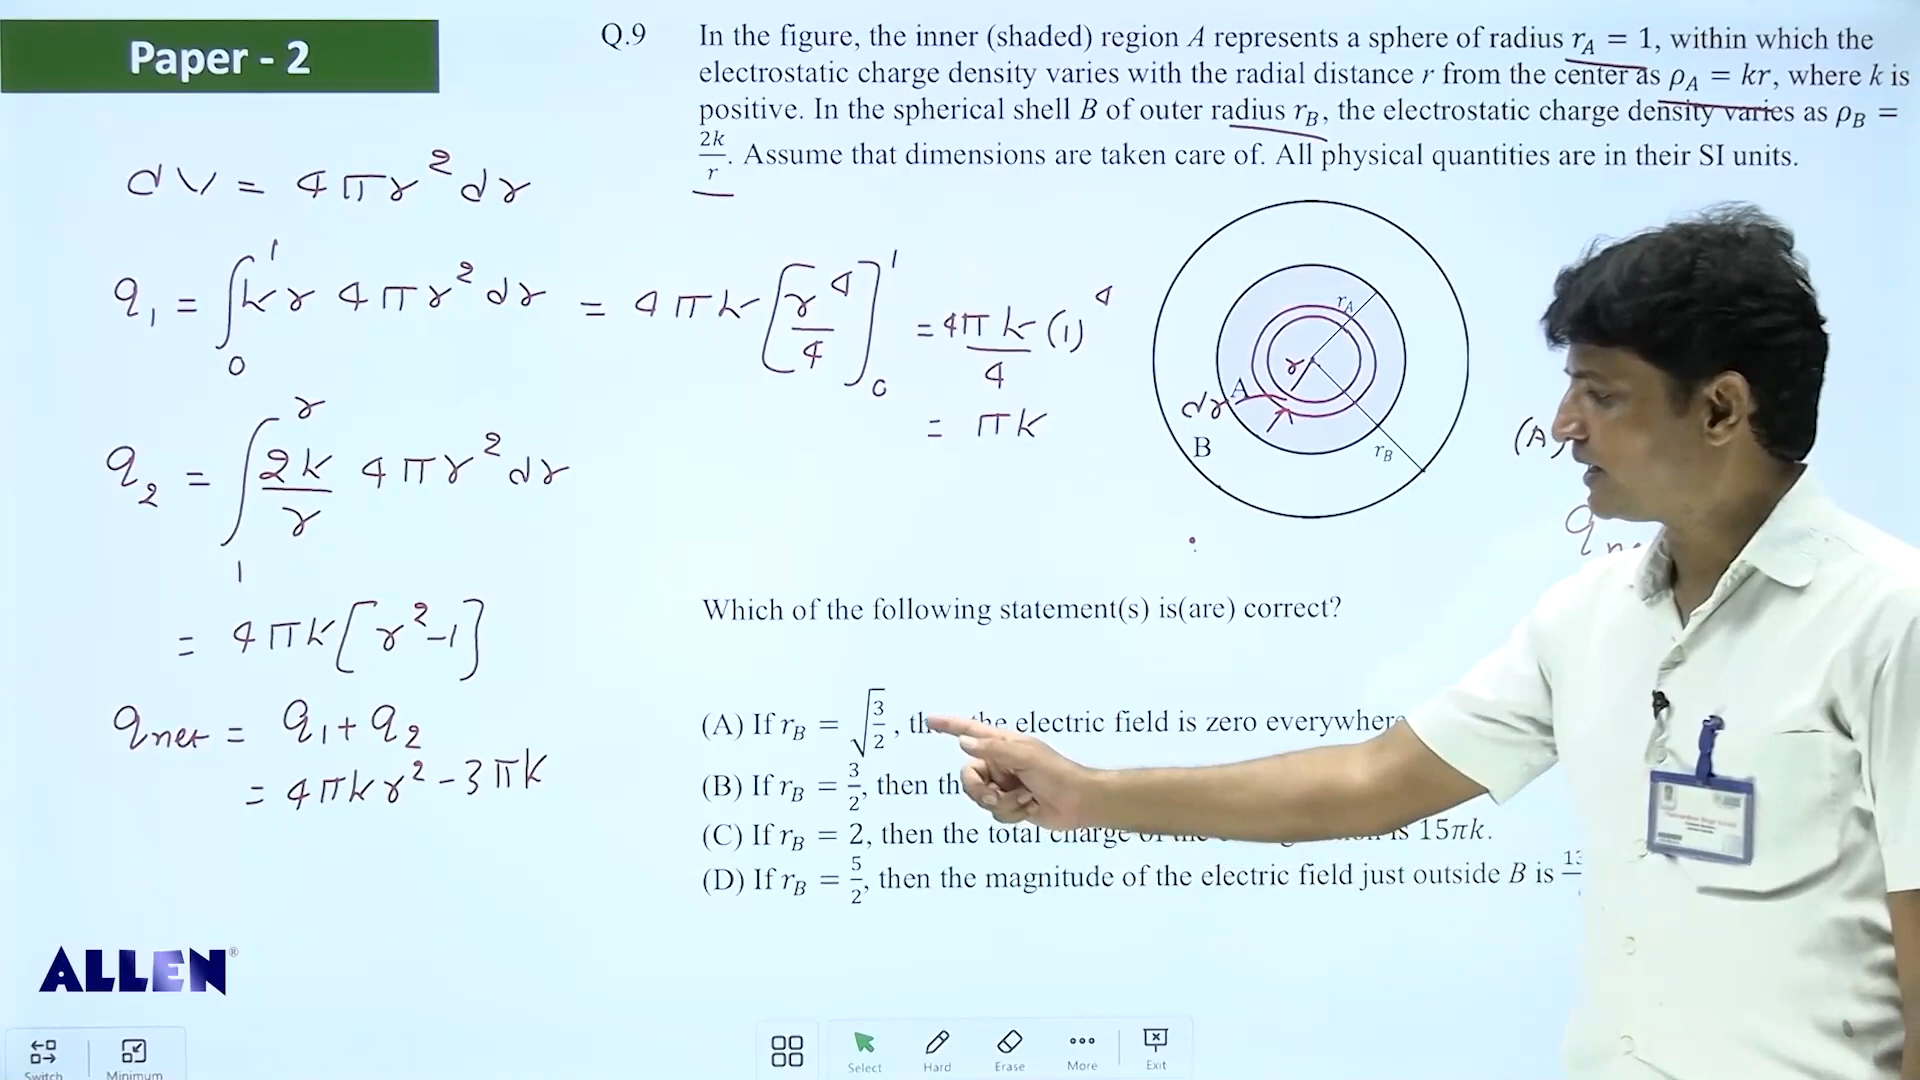 Paper - 2
Q.9 In the figure, the inner (shaded) region A represents a sphere of radius r_A = 1, within which the
electrostatic charge density varies with the radial distance r from the center as ρ_A = kr, where k is
positive. In the spherical shell B of outer radius r_B, the electrostatic charge density varies as ρ_B =
2k/r. Assume that dimensions are taken care of. All physical quantities are in their SI units.
dV = 4πr²dr
q₁ = ∫₀¹ kr 4πr²dr = 4πk [r⁴/4]₀¹ = 4πk(1)⁴/4
= πk
q₂ = ∫₁ʳ 2k/r 4πr²dr
= 4πk[r²-1]
q_net = q₁+q₂
= 4πkr² - 3πk
r_A
r
dr
A
B
r_B
(A)
q
Which of the following statement(s) is(are) correct?
(A) If r_B = √(3/2), the electric field is zero everywhere
(B) If r_B = 3/2, then
(C) If r_B = 2, then the total charge 15πk.
(D) If r_B = 5/2, then the magnitude of the electric field just outside B is
ALLEN®
Switch
Minimum
Select
Hard
Erase
More
Exit